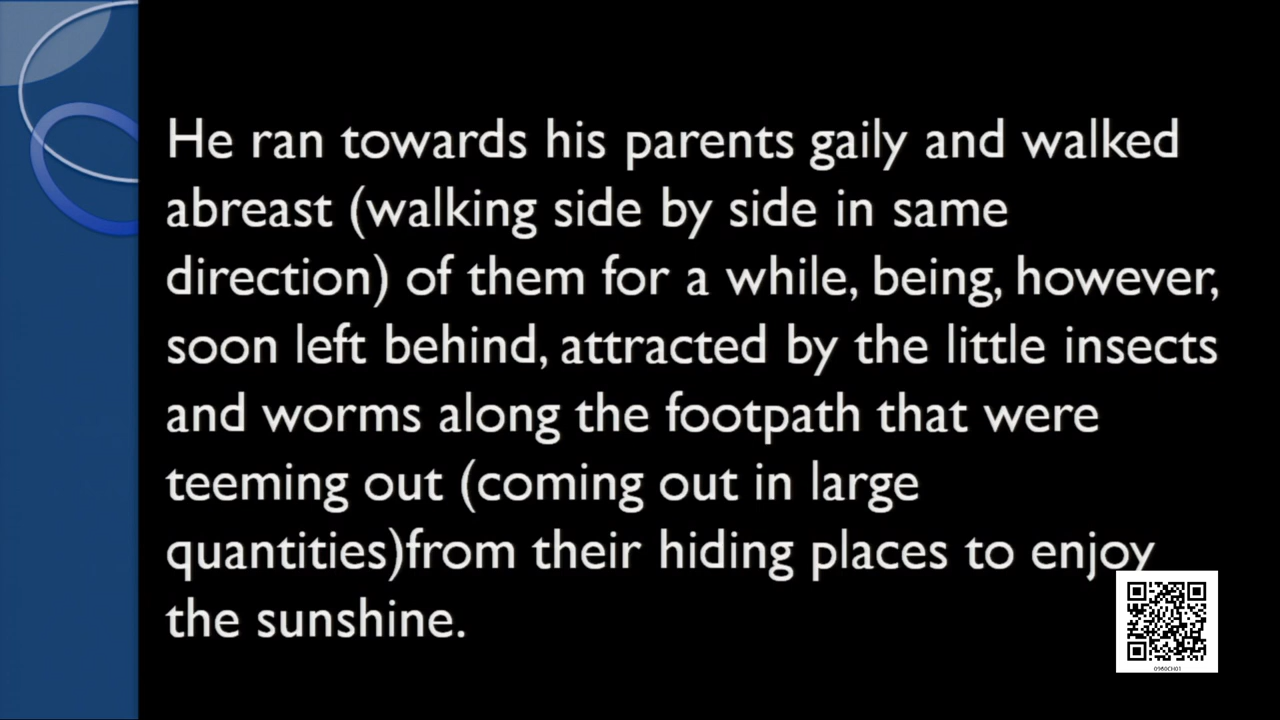 He ran towards his parents gaily and walked
abreast (walking side by side in same
direction) of them for a while, being, however,
soon left behind, attracted by the little insects
and worms along the footpath that were
teeming out (coming out in large
quantities)from their hiding places to enjoy
the sunshine.
0960CH01